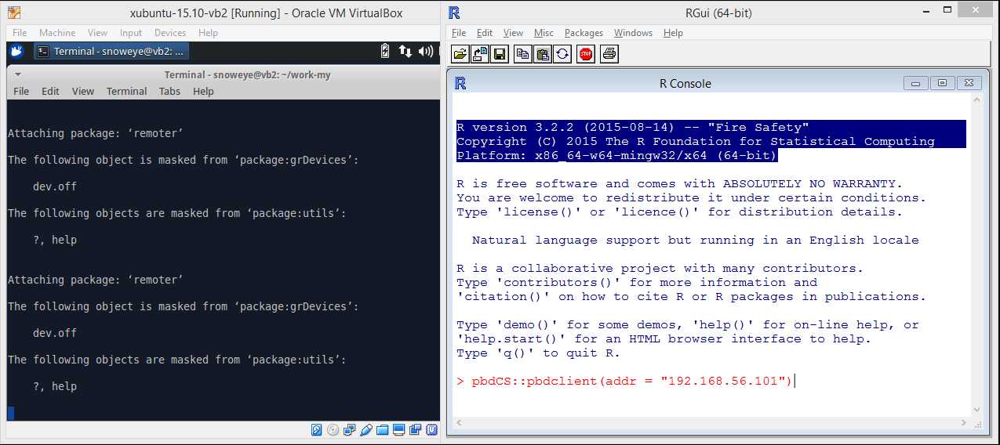 xubuntu-15.10-vb2 [Running] - Oracle VM VirtualBox
File Machine View Input Devices Help
Terminal - snoweye@vb2: ...
Terminal - snoweye@vb2: ~/work-my
File Edit View Terminal Tabs Help
Attaching package: ‘remoter’
The following object is masked from ‘package:grDevices’:
dev.off
The following objects are masked from ‘package:utils’:
?, help
Attaching package: ‘remoter’
The following object is masked from ‘package:grDevices’:
dev.off
The following objects are masked from ‘package:utils’:
?, help
RGui (64-bit)
File Edit View Misc Packages Windows Help
STOP
R Console
R version 3.2.2 (2015-08-14) -- "Fire Safety"
Copyright (C) 2015 The R Foundation for Statistical Computing
Platform: x86_64-w64-mingw32/x64 (64-bit)
R is free software and comes with ABSOLUTELY NO WARRANTY.
You are welcome to redistribute it under certain conditions.
Type 'license()' or 'licence()' for distribution details.
Natural language support but running in an English locale
R is a collaborative project with many contributors.
Type 'contributors()' for more information and
'citation()' on how to cite R or R packages in publications.
Type 'demo()' for some demos, 'help()' for on-line help, or
'help.start()' for an HTML browser interface to help.
Type 'q()' to quit R.
> pbdCS::pbdclient(addr = "192.168.56.101")